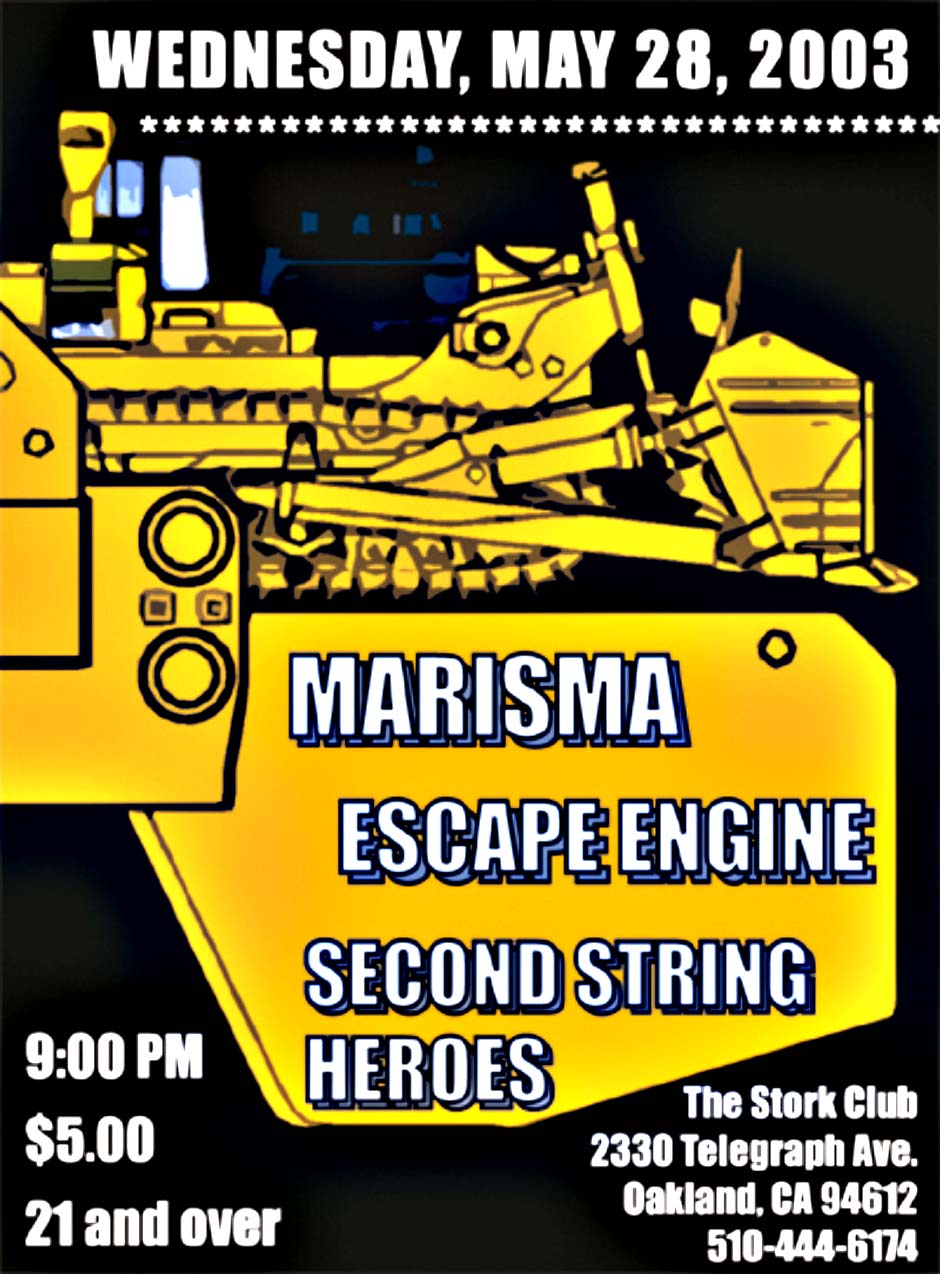 WEDNESDAY, MAY 28, 2003
***********************************
MARISMA
ESCAPE ENGINE
SECOND STRING
HEROES
9:00 PM
$5.00
21 and over
The Stork Club
2330 Telegraph Ave.
Oakland, CA 94612
510-444-6174